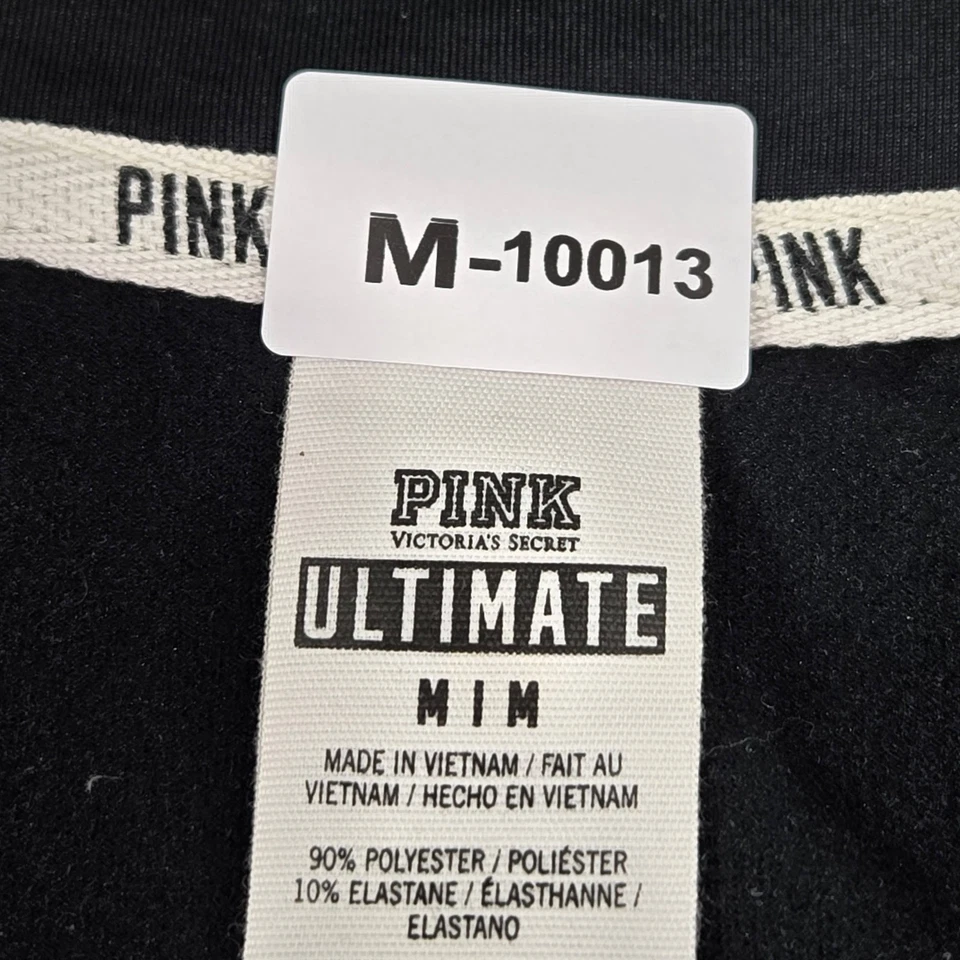 PINK
M-10013
INK
PINK
VICTORIA'S SECRET
ULTIMATE
M I M
MADE IN VIETNAM / FAIT AU
VIETNAM / HECHO EN VIETNAM
90% POLYESTER / POLIÉSTER
10% ELASTANE / ÉLASTHANNE /
ELASTANO